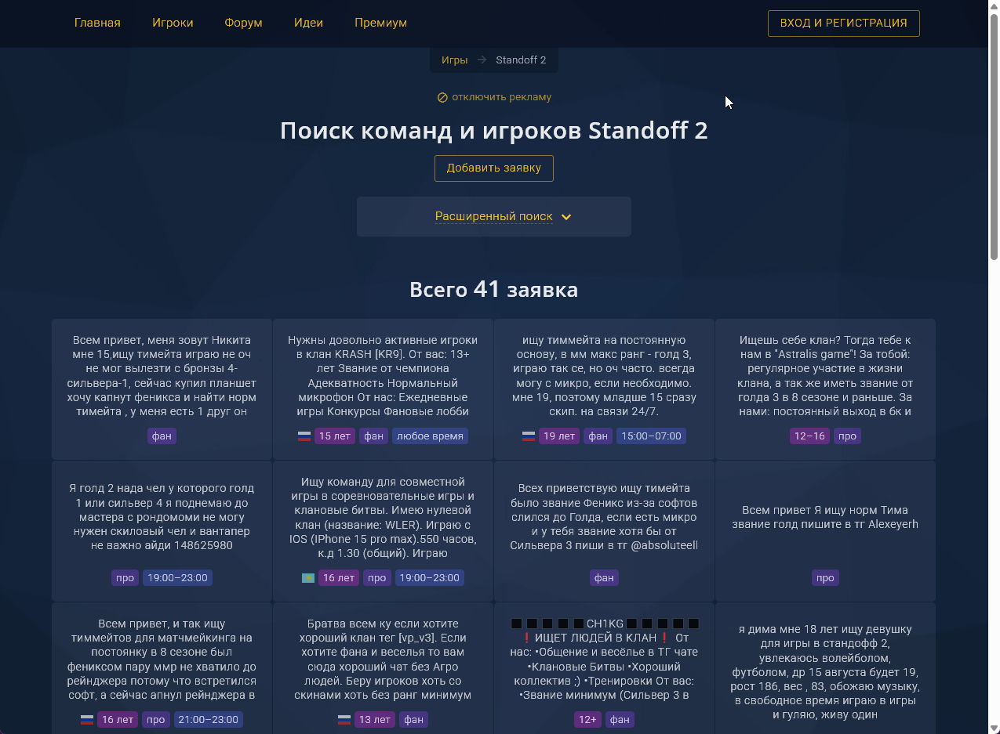 Главная Игроки Форум Идеи Премиум ВХОД И РЕГИСТРАЦИЯ
Игры → Standoff 2
отключить рекламу
Поиск команд и игроков Standoff 2
Добавить заявку
Расширенный поиск
Всего 41 заявка
Всем привет, меня зовут Никита
мне 15,ищу тимейта играю не оч
не мог вылезти с бронзы 4-
сильвера-1, сейчас купил планшет
хочу капнут феникса и найти норм
тимейта , у меня есть 1 друг он
фан
Нужны довольно активные игроки
в клан KRASH [KR9]. От вас: 13+
лет Звание от чемпиона
Адекватность Нормальный
микрофон От нас: Ежедневные
игры Конкурсы Фановые лобби
15 лет фан любое время
ищу тиммейта на постоянную
основу, в мм макс ранг - голд 3,
играю так се, но оч часто. всегда
могу с микро, если необходимо.
мне 19, поэтому младше 15 сразу
скип. на связи 24/7.
19 лет фан 15:00–07:00
Ищешь себе клан? Тогда тебе к
нам в "Astralis game"! За тобой:
регулярное участие в жизни
клана, а так же иметь звание от
голда 3 в 8 сезоне и раньше. За
нами: постоянный выход в бк и
12–16 про
Я голд 2 нада чел у которого голд
1 или сильвер 4 я поднемаю до
мастера с рондомоми не могу
нужен скиловый чел и вантапер
не важно айди 148625980
про 19:00–23:00
Ищу команду для совместной
игры в соревновательные игры и
клановые битвы. Имею нулевой
клан (название: WLER). Играю с
IOS (IPhone 15 pro max).550 часов,
к.д 1.30 (общий). Играю
16 лет про 19:00–23:00
Всех приветствую ищу тимейта
было звание Феникс из-за софтов
слился до Голда, если есть микро
и у тебя звание хотя бы от
Сильвера 3 пиши в тг @absoluteell
фан
Всем привет Я ищу норм Тима
звание голд пишите в тг Alexeyerh
про
Всем привет, и так ищу
тиммейтов для матчмейкинга на
постоянку в 8 сезоне был
фениксом пару ммр не хватило до
рейнджера потому что встретился
софт, а сейчас апнул рейнджера в
16 лет про 21:00–23:00
Братва всем ку если хотите
хороший клан тег [vp_v3]. Если
хотите фана и веселья то вам
сюда хороший чат без Агро
людей. Беру игроков хоть со
скинами хоть без ранг минимум
13 лет фан
⬛ ⬛ ⬛ ⬛ ⬛ CH1KG ⬛ ⬛ ⬛ ⬛ ⬛
❗ ИЩЕТ ЛЮДЕЙ В КЛАН❗ От
нас: •Общение и весёлье в ТГ чате
•Клановые Битвы •Хороший
коллектив ;) •Тренировки От вас:
•Звание минимум (Сильвер 3 в
12+ фан
я дима мне 18 лет ищу девушку
для игры в стандофф 2,
увлекаюсь волейболом,
футболом, др 15 августа будет 19,
рост 186, вес , 83, обожаю музыку,
в свободное время играю в игры
и гуляю, живу один